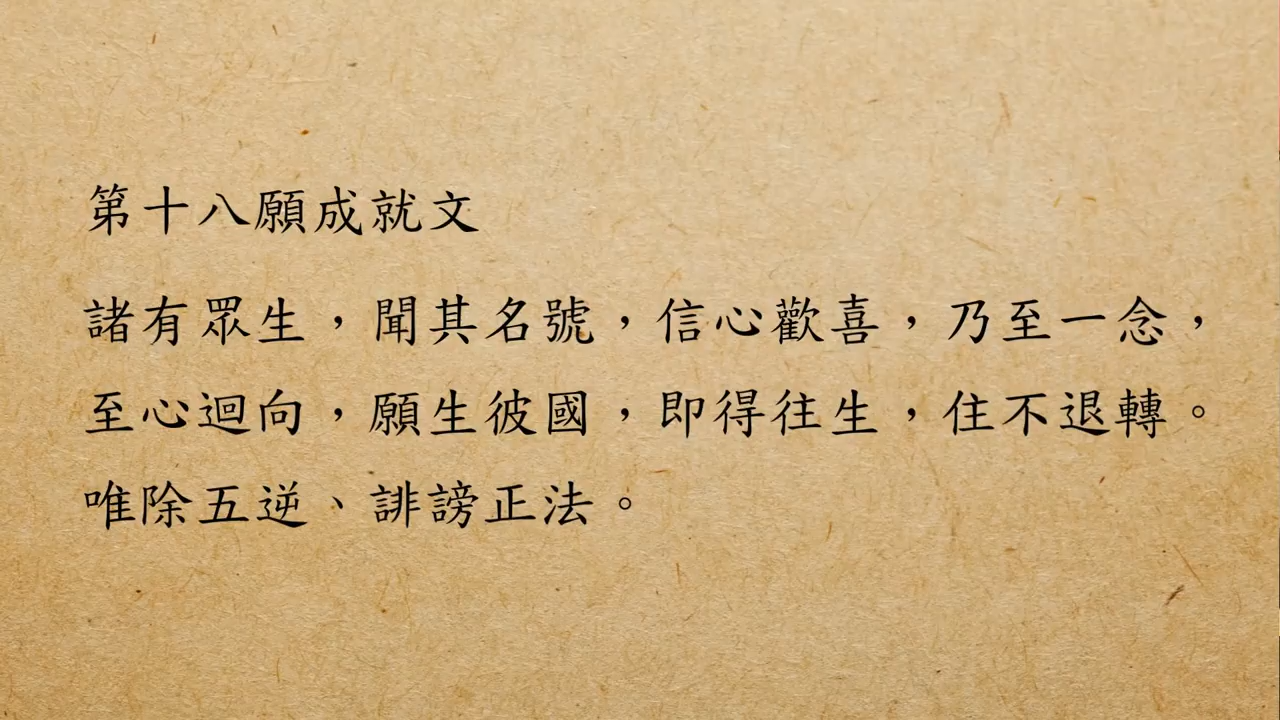 第十八願成就文
諸有眾生，聞其名號，信心歡喜，乃至一念，
至心迴向，願生彼國，即得往生，住不退轉。
唯除五逆、誹謗正法。